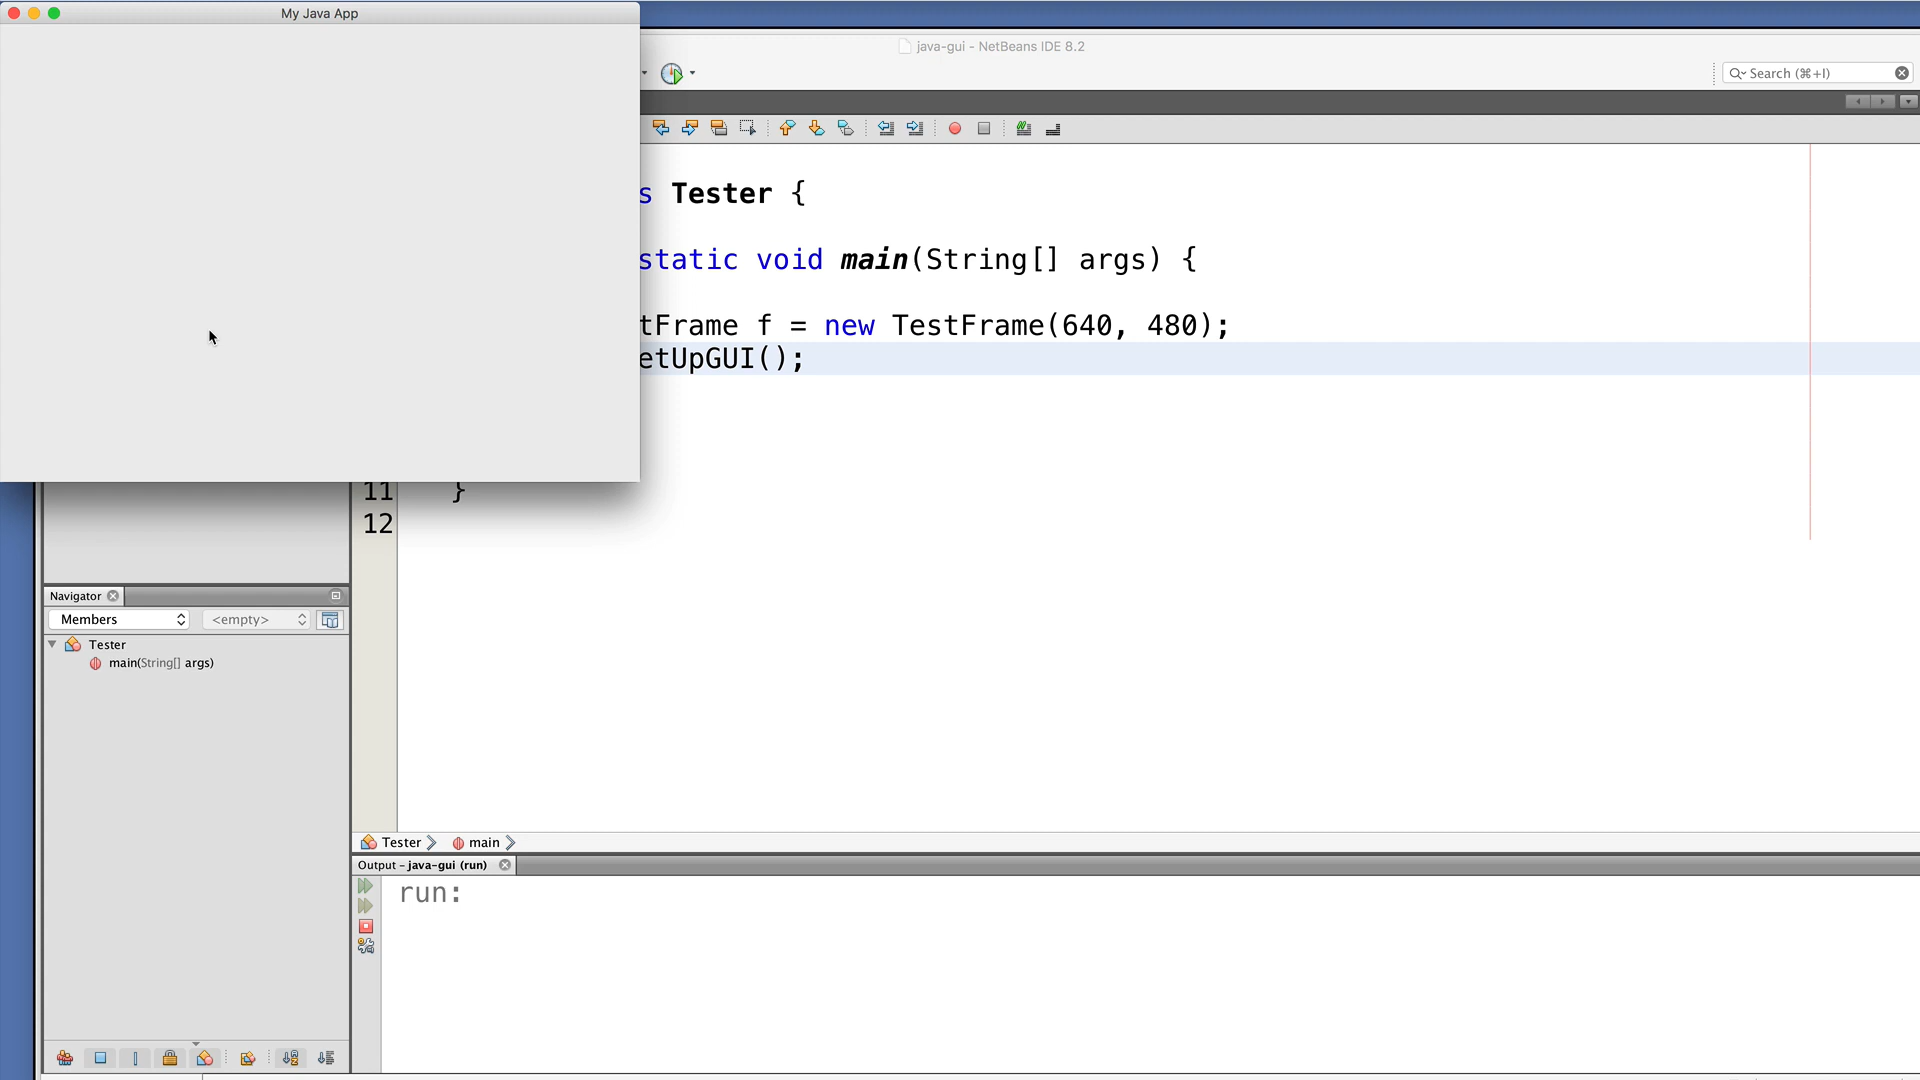 My Java App
java-gui - NetBeans IDE 8.2
Search (⌘+I)
s Tester {
static void main(String[] args) {
tFrame f = new TestFrame(640, 480);
etUpGUI();
11 }
12
Navigator
Members <empty>
Tester
main(String[] args)
Tester main
Output - java-gui (run)
run: